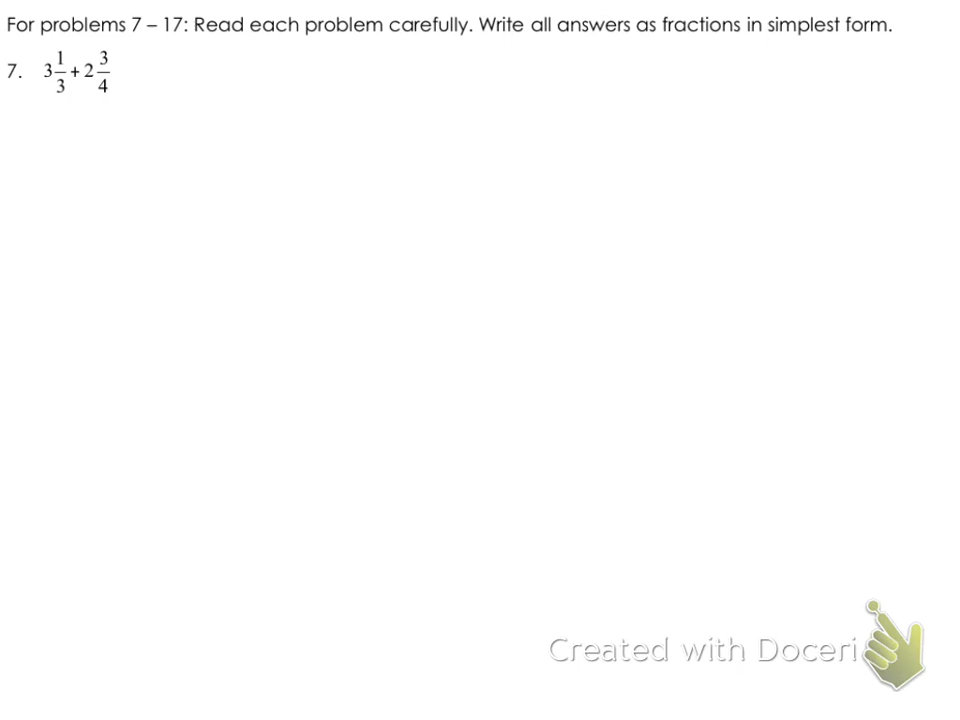 For problems 7 – 17: Read each problem carefully. Write all answers as fractions in simplest form.
7. 3 1/3 + 2 3/4
Created with Doceri